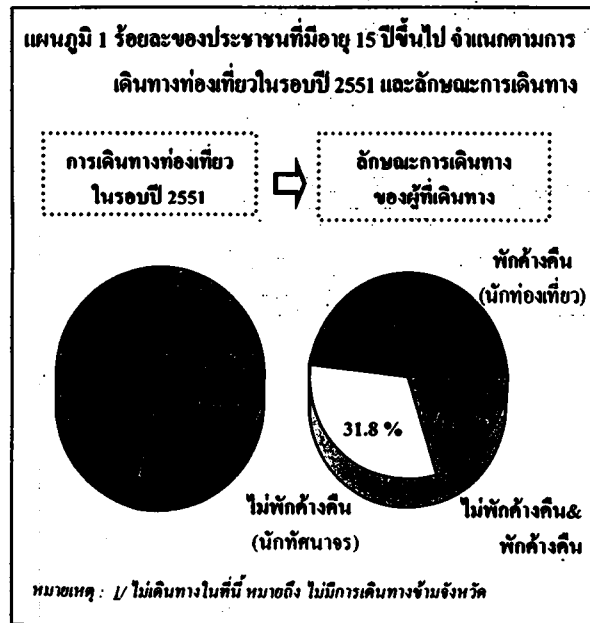 แผนภูมิ 1 ร้อยละของประชาชนที่มีอายุ 15 ปีขึ้นไป จำแนกตามการ
เดินทางท่องเที่ยวในรอบปี 2551 และลักษณะการเดินทาง
การเดินทางท่องเที่ยว
ในรอบปี 2551
ลักษณะการเดินทาง
ของผู้ที่เดินทาง
พักค้างคืน
(นักท่องเที่ยว)
31.8 %
ไม่พักค้างคืน
(นักทัศนาจร)
ไม่พักค้างคืน&
พักค้างคืน
หมายเหตุ : 1/ ไม่เดินทางในที่นี้ หมายถึง ไม่มีการเดินทางข้ามจังหวัด